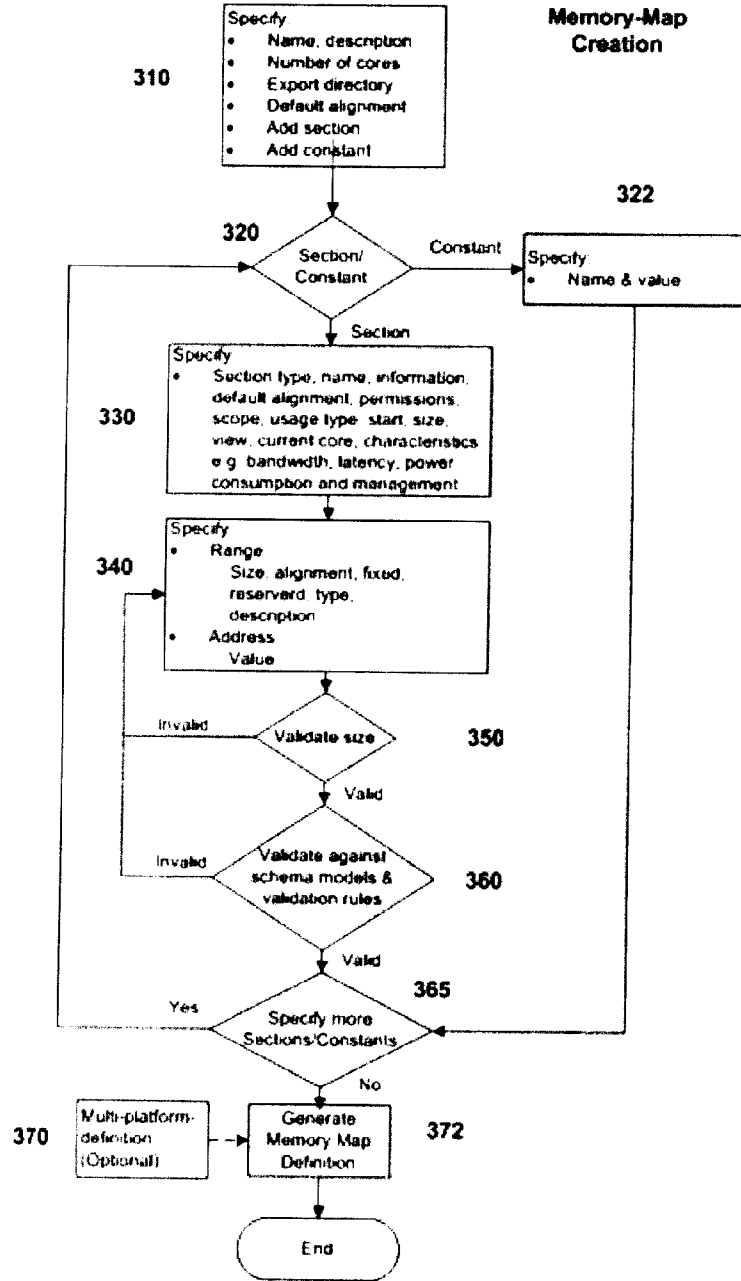 Memory-Map
Creation
310
Specify
• Name, description
• Number of cores
• Export directory
• Default alignment
• Add section
• Add constant
320
Section/
Constant
Constant
322
Specify:
• Name & value
Section
330
Specify
• Section type, name, information,
default alignment, permissions,
scope, usage type, start, size,
view, current core, characteristics
e.g. bandwidth, latency, power
consumption and management
340
Specify
• Range
Size, alignment, fixed,
reserverd, type,
description
• Address
Value
Invalid
Validate size
350
Valid
Invalid
Validate against
schema models &
validation rules
360
Valid
365
Yes
Specify more
Sections/Constants
No
370
Multi-platform-
definition
(Optional)
Generate
Memory Map
Definition
372
End